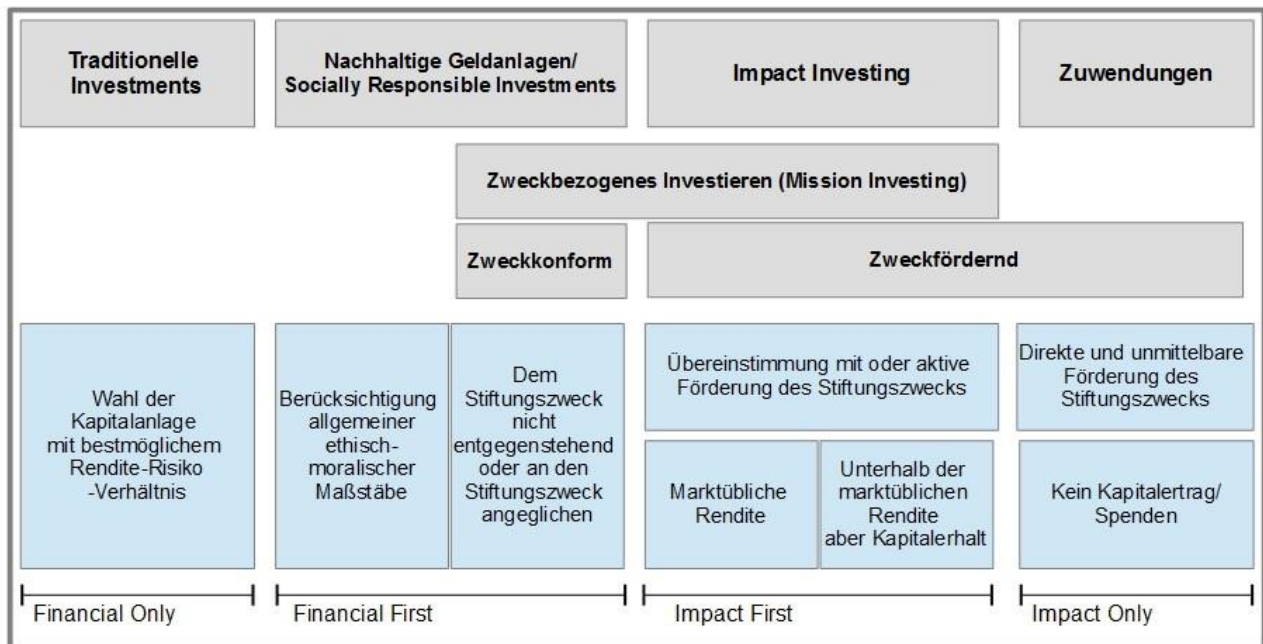 Traditionelle
Investments
Nachhaltige Geldanlagen/
Socially Responsible Investments
Impact Investing
Zuwendungen
Zweckbezogenes Investieren (Mission Investing)
Zweckkonform
Zweckfördernd
Wahl der
Kapitalanlage
mit bestmöglichem
Rendite-Risiko
-Verhältnis
Berücksichtigung
allgemeiner
ethisch-
moralischer
Maßstäbe
Dem
Stiftungszweck
nicht
entgegenstehend
oder an den
Stiftungszweck
angeglichen
Übereinstimmung mit oder aktive
Förderung des Stiftungszwecks
Marktübliche
Rendite
Unterhalb der
marktüblichen
Rendite
aber Kapitalerhalt
Direkte und unmittelbare
Förderung des
Stiftungszwecks
Kein Kapitalertrag/
Spenden
Financial Only
Financial First
Impact First
Impact Only